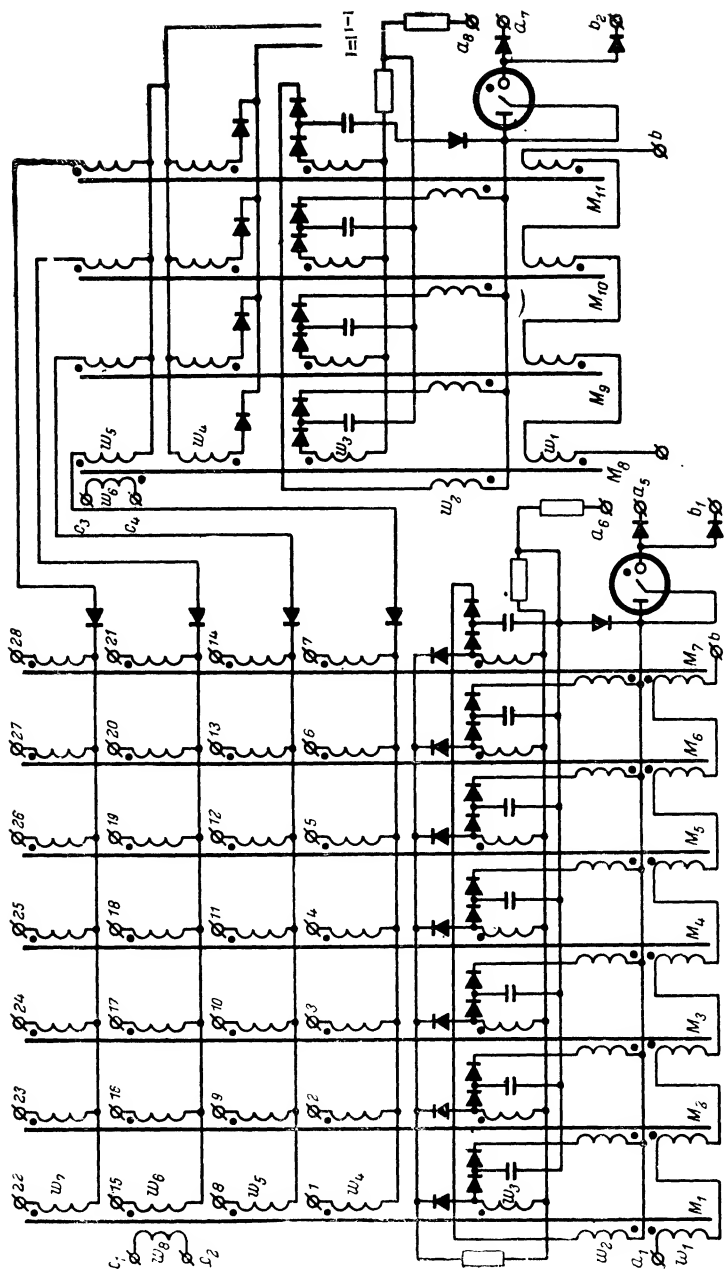 a₈ a₇ b₂
w₅ w₄ w₃ w₂ w₁
w₆
c₃ c₄
b
M₁₁
M₁₀
M₉
M₈
28 21 14 7
27 20 13 6
26 19 12 5
25 18 11 4
24 17 10 3
23 16 9 2
22 15 8 1
w₇ w₆ w₅ w₄ w₃ w₂ w₁
w₈
c₁ c₂
a₁
a₆ a₅ b₁
b
M₇
M₆
M₅
M₄
M₃
M₂
M₁